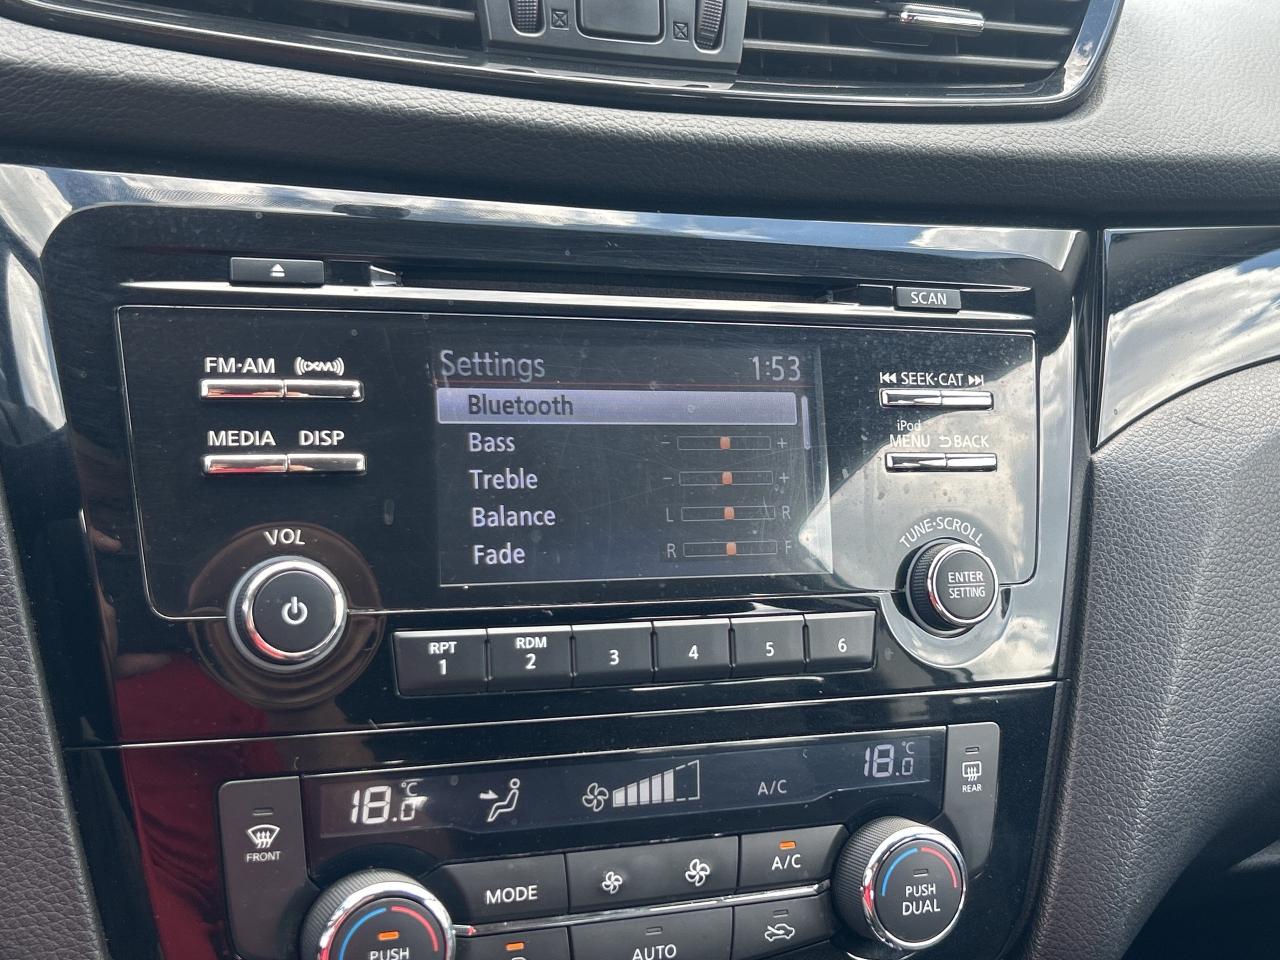 SCAN
FM·AM ((XM))
MEDIA DISP
VOL
Settings 1:53
Bluetooth
Bass - +
Treble - +
Balance L R
Fade R F
SEEK·CAT
iPod
MENU BACK
TUNE·SCROLL
ENTER
SETTING
RPT
1
RDM
2
3
4
5
6
18.0°C A/C 18.0°C
FRONT
REAR
MODE
A/C
PUSH
DUAL
PUSH
AUTO